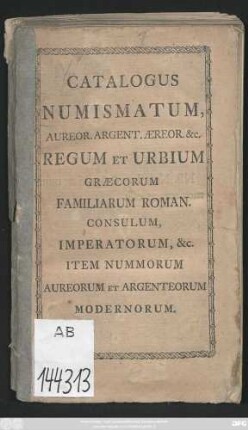 CATALOGUS
NUMISMATUM,
AUREOR. ARGENT. ÆREOR. &c.
REGUM ET URBIUM
GRÆCORUM
FAMILIARUM ROMAN.
CONSULUM,
IMPERATORUM, &c.
ITEM NUMMORUM
AUREORUM ET ARGENTEORUM
MODERNORUM.
AB
144313